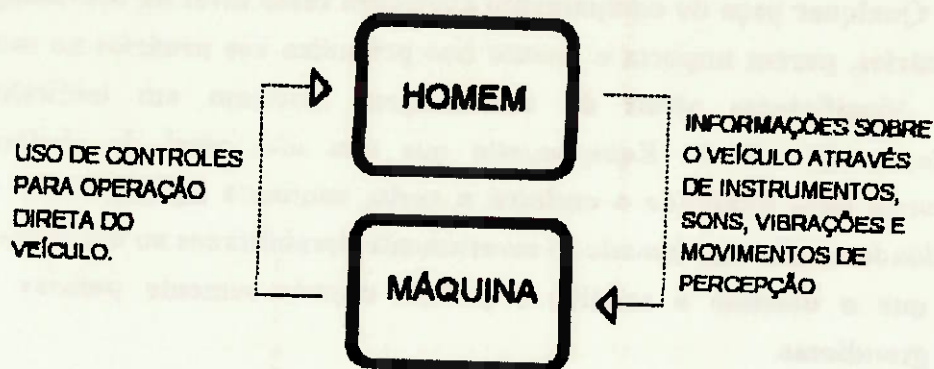 HOMEM
USO DE CONTROLES
PARA OPERAÇÃO
DIRETA DO
VEÍCULO.
INFORMAÇÕES SOBRE
O VEÍCULO ATRAVÉS
DE INSTRUMENTOS,
SONS, VIBRAÇÕES E
MOVIMENTOS DE
PERCEPÇÃO
MÁQUINA